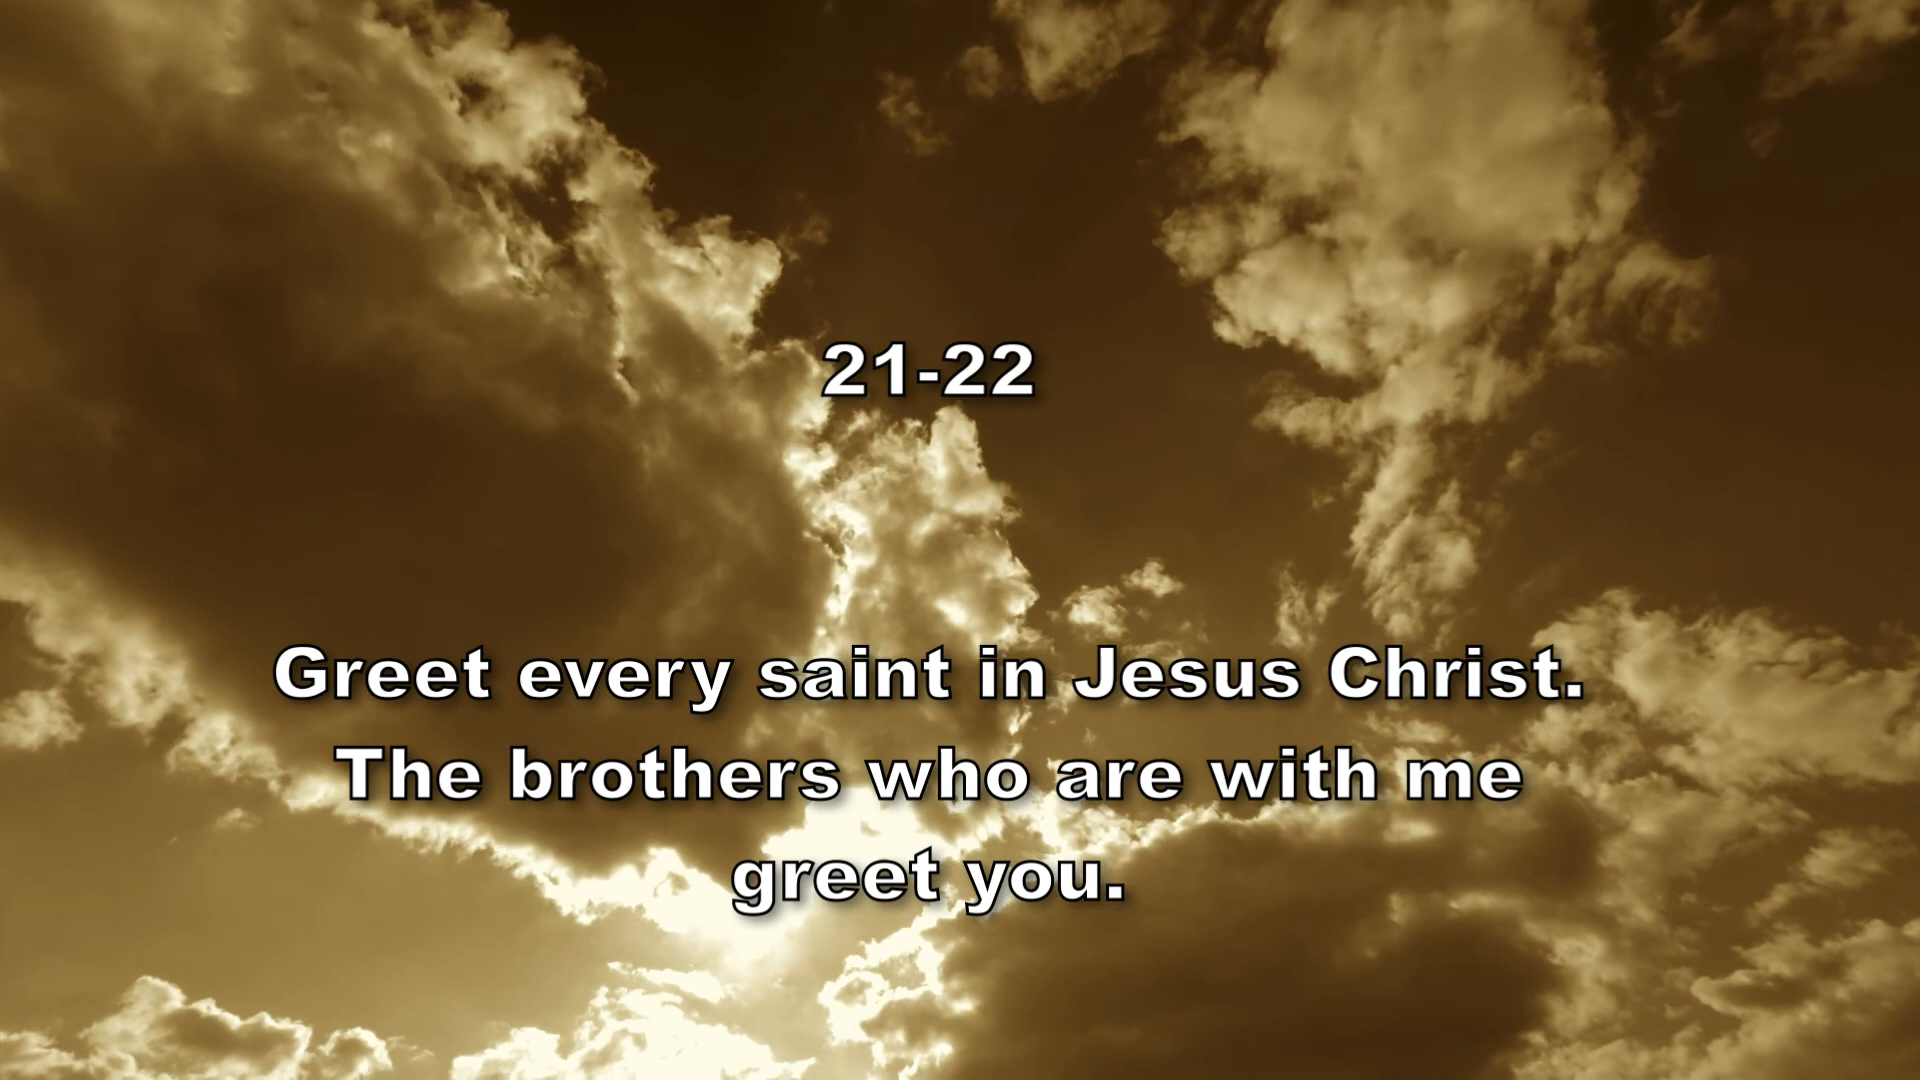 21-22
Greet every saint in Jesus Christ.
The brothers who are with me
greet you.